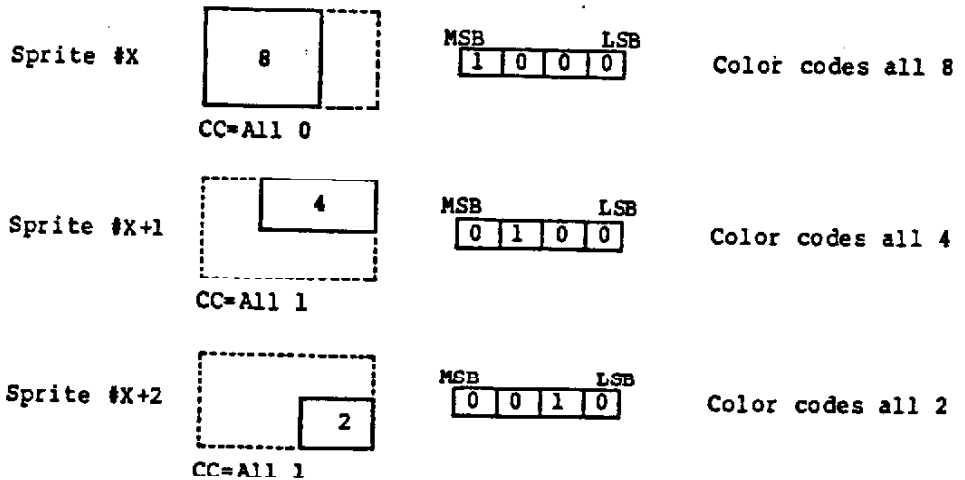 Sprite #X
8
MSB LSB
1 0 0 0
Color codes all 8
CC=All 0
Sprite #X+1
4
MSB LSB
0 1 0 0
Color codes all 4
CC=All 1
Sprite #X+2
2
MSB LSB
0 0 1 0
Color codes all 2
CC=All 1